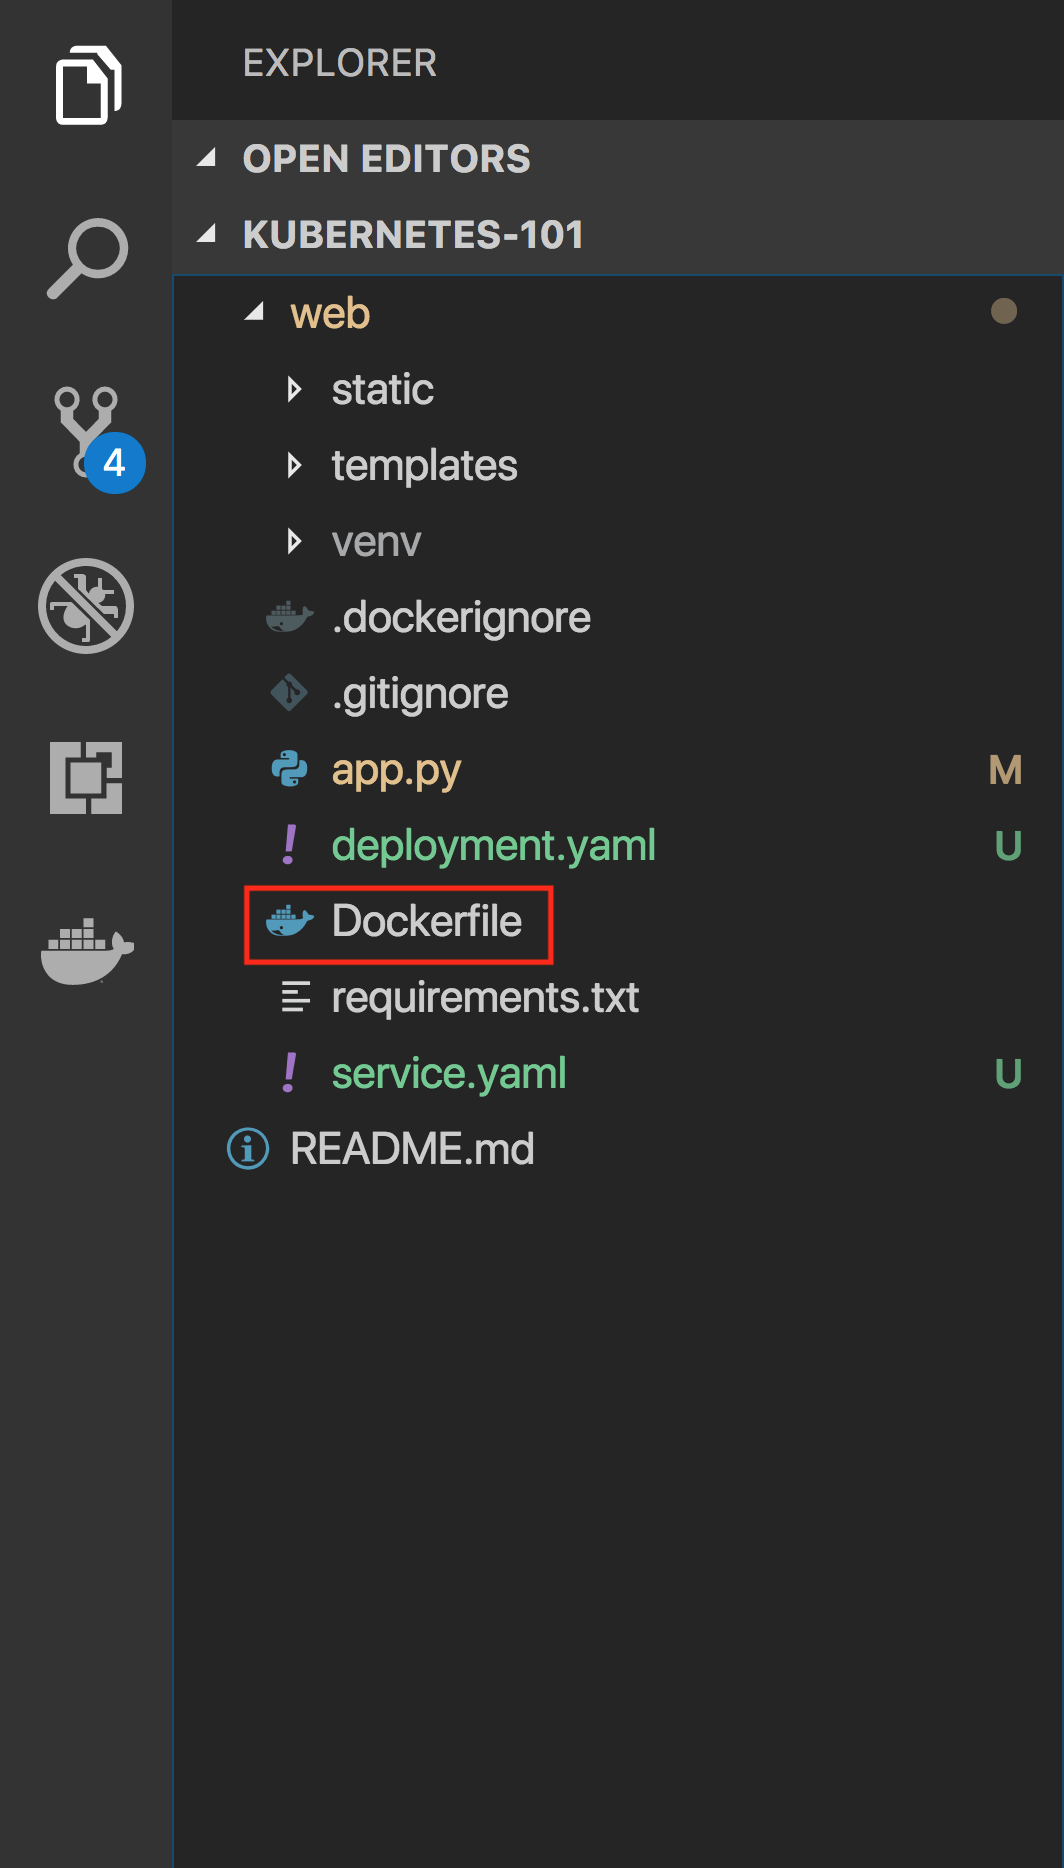 EXPLORER
OPEN EDITORS
KUBERNETES-101
web
static
templates
venv
.dockerignore
.gitignore
app.py M
deployment.yaml U
Dockerfile
requirements.txt
service.yaml U
README.md
4